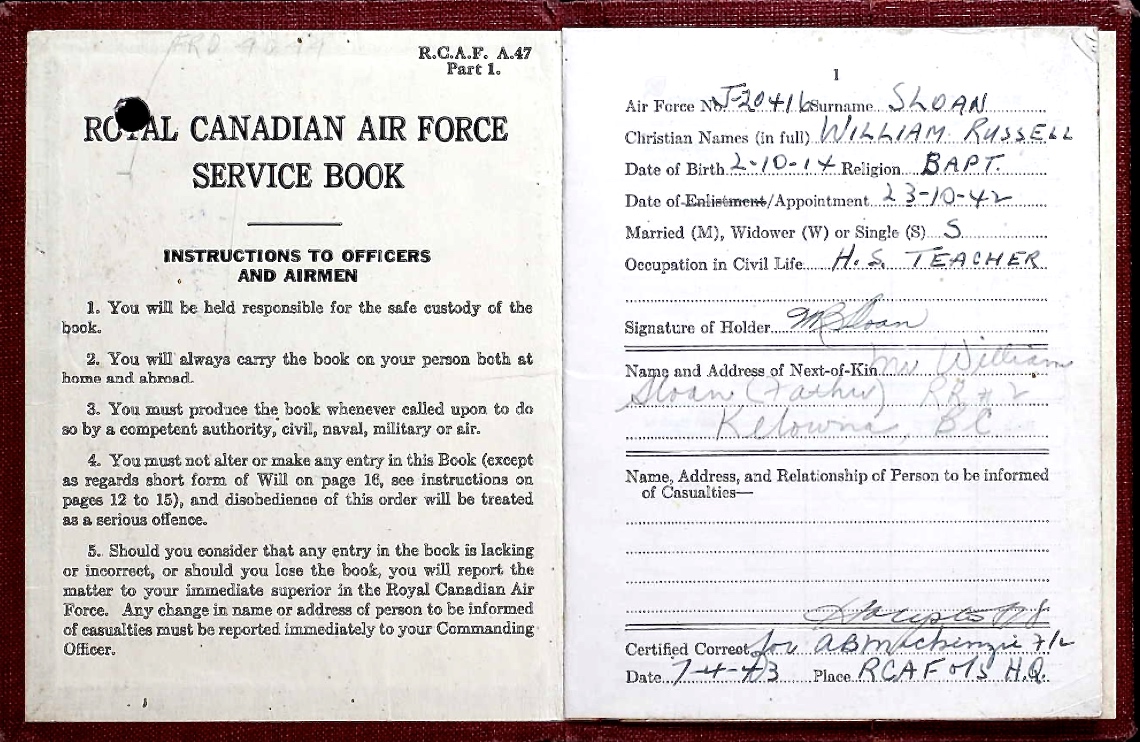 R.C.A.F. A.47
Part 1.
ROYAL CANADIAN AIR FORCE
SERVICE BOOK
INSTRUCTIONS TO OFFICERS
AND AIRMEN
1. You will be held responsible for the safe custody of the
book.
2. You will always carry the book on your person both at
home and abroad.
3. You must produce the book whenever called upon to do
so by a competent authority, civil, naval, military or air.
4. You must not alter or make any entry in this Book (except
as regards short form of Will on page 16, see instructions on
pages 12 to 15), and disobedience of this order will be treated
as a serious offence.
5. Should you consider that any entry in the book is lacking
or incorrect, or should you lose the book, you will report the
matter to your immediate superior in the Royal Canadian Air
Force. Any change in name or address of person to be informed
of casualties must be reported immediately to your Commanding
Officer.
1
Air Force No. J-20416 Surname SLOAN
Christian Names (in full) WILLIAM RUSSELL
Date of Birth 2-10-14 Religion BAPT.
Date of Enlistment/Appointment 23-10-42
Married (M), Widower (W) or Single (S) S
Occupation in Civil Life H.S. TEACHER
Signature of Holder WRSloan
Name and Address of Next-of-Kin Mr William
Sloan (Father) RR #2
Kelowna, BC
Name, Address, and Relationship of Person to be informed
of Casualties—
Certified Correct for ABMackenzie F/L
Date 7-4-43 Place RCAF O/S H.Q.